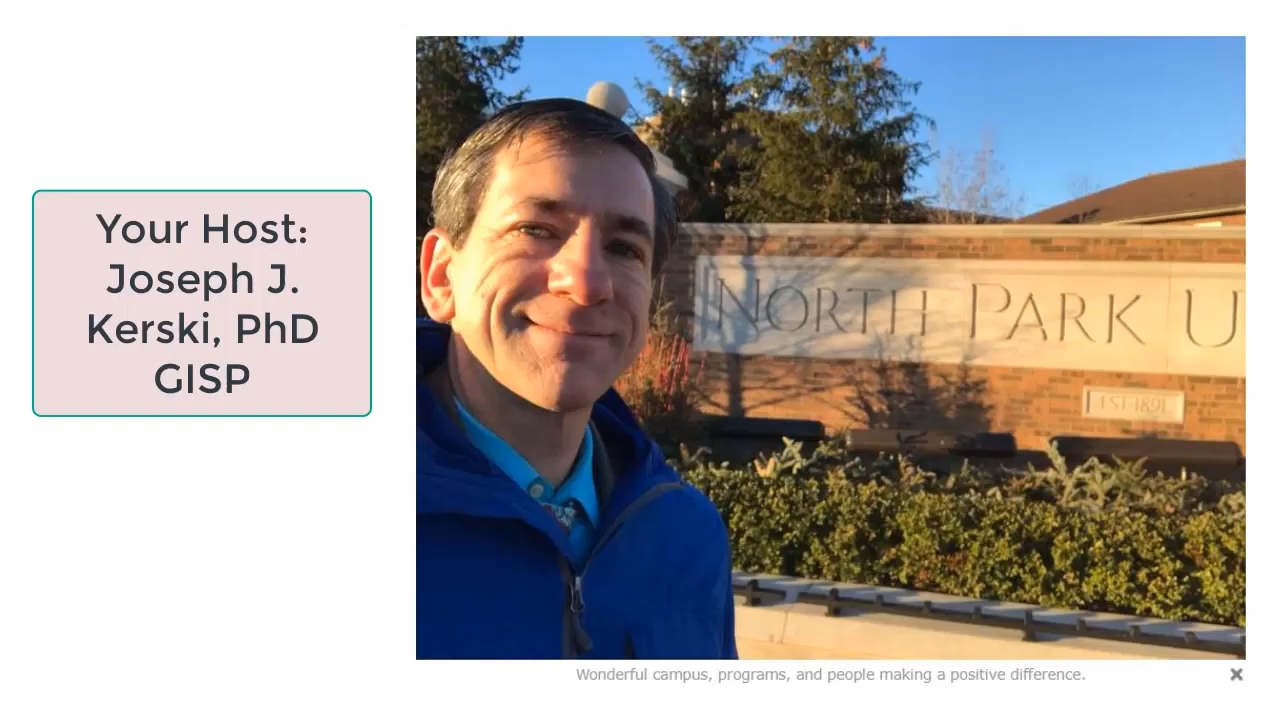 Your Host:
Joseph J.
Kerski, PhD
GISP
NORTH PARK U
EST 1891
Wonderful campus, programs, and people making a positive difference.